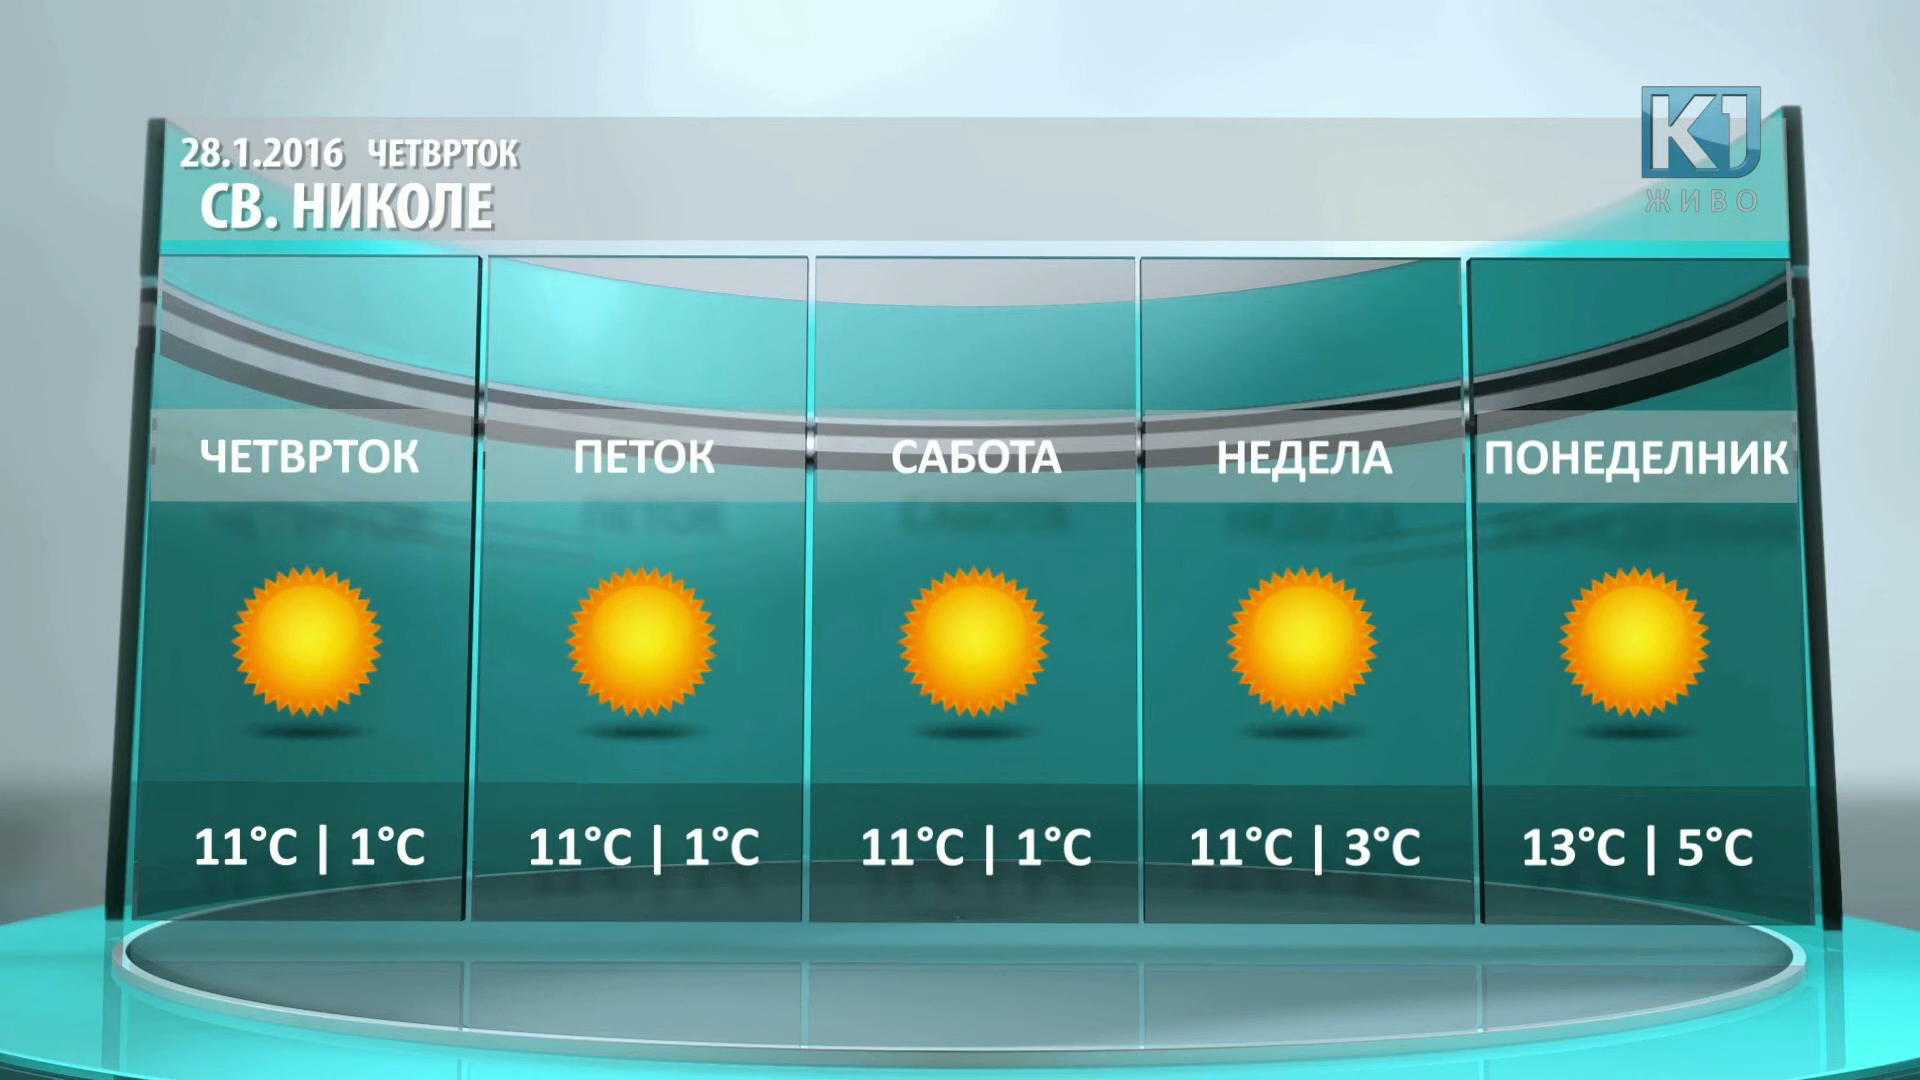 28.1.2016 ЧЕТВРТОК
СВ. НИКОЛЕ
К1
ЖИВО
ЧЕТВРТОК
ПЕТОК
САБОТА
НЕДЕЛА
ПОНЕДЕЛНИК
11°C | 1°C
11°C | 1°C
11°C | 1°C
11°C | 3°C
13°C | 5°C